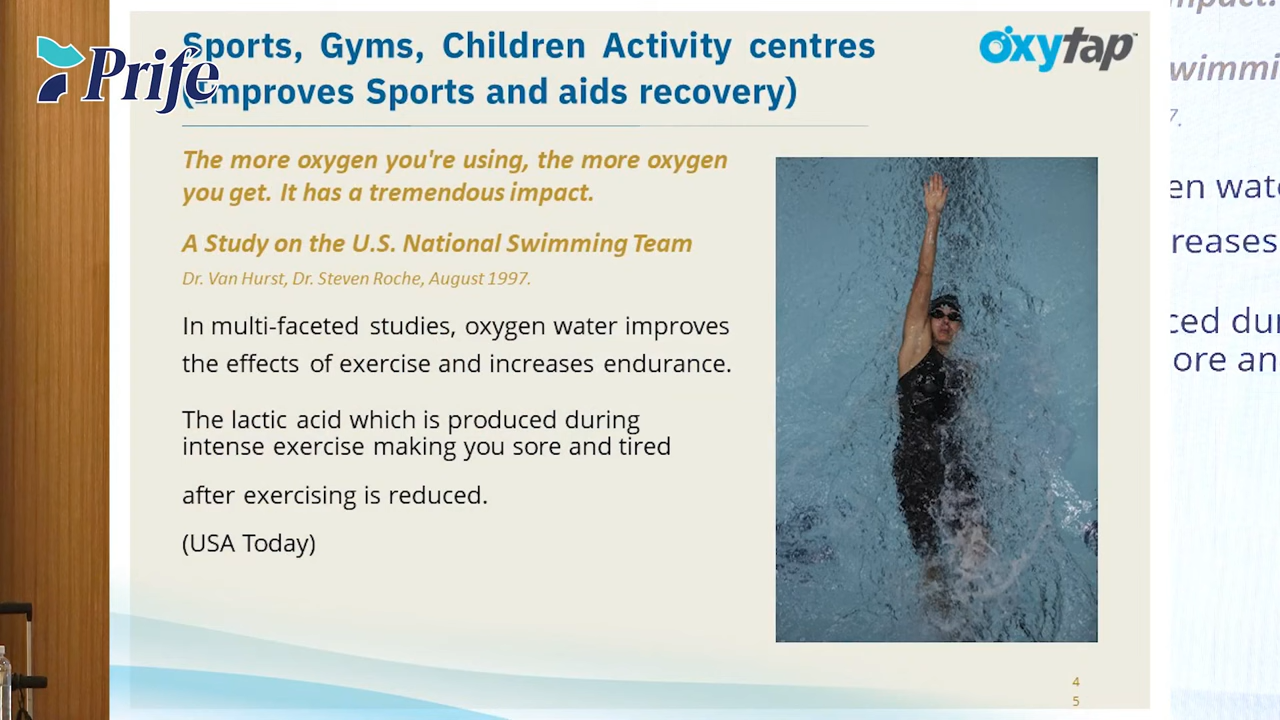 Sports, Gyms, Children Activity centres
(Improves Sports and aids recovery)
Prife
Oxytap
The more oxygen you're using, the more oxygen
you get. It has a tremendous impact.
A Study on the U.S. National Swimming Team
Dr. Van Hurst, Dr. Steven Roche, August 1997.
In multi-faceted studies, oxygen water improves
the effects of exercise and increases endurance.
The lactic acid which is produced during
intense exercise making you sore and tired
after exercising is reduced.
(USA Today)
4
5
impact.
wimmi
7.
en wate
reases
ced dur
ore an